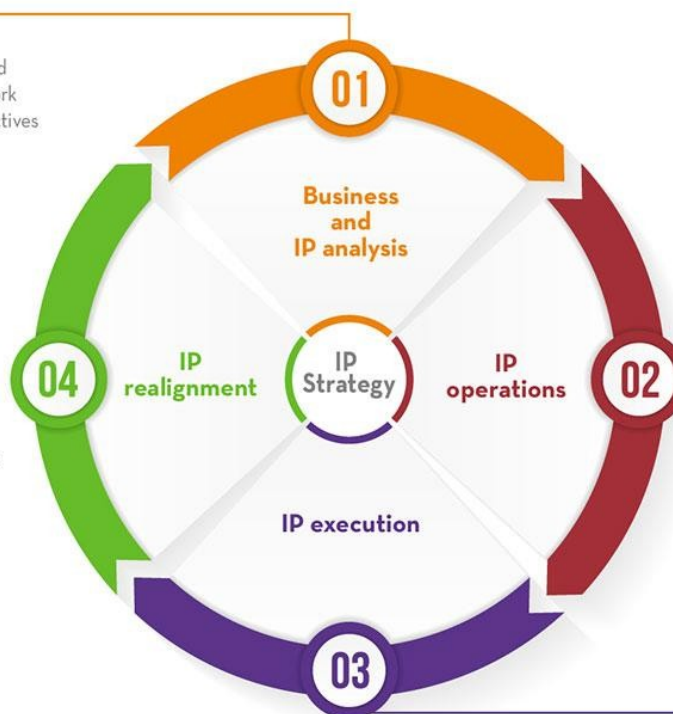 01
Business
and
IP analysis
04
IP
realignment
IP
Strategy
IP
operations
02
IP execution
03